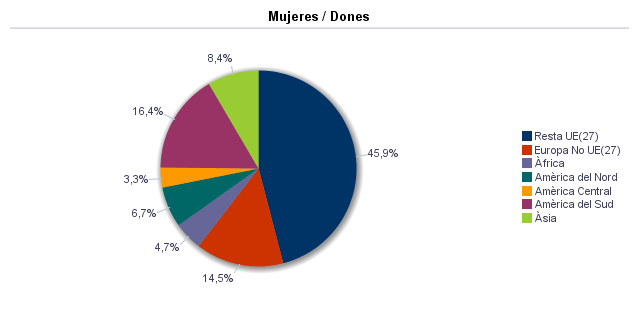 Mujeres / Dones
8,4%
16,4%
45,9%
3,3%
6,7%
4,7%
14,5%
Resta UE(27)
Europa No UE(27)
Àfrica
Amèrica del Nord
Amèrica Central
Amèrica del Sud
Àsia